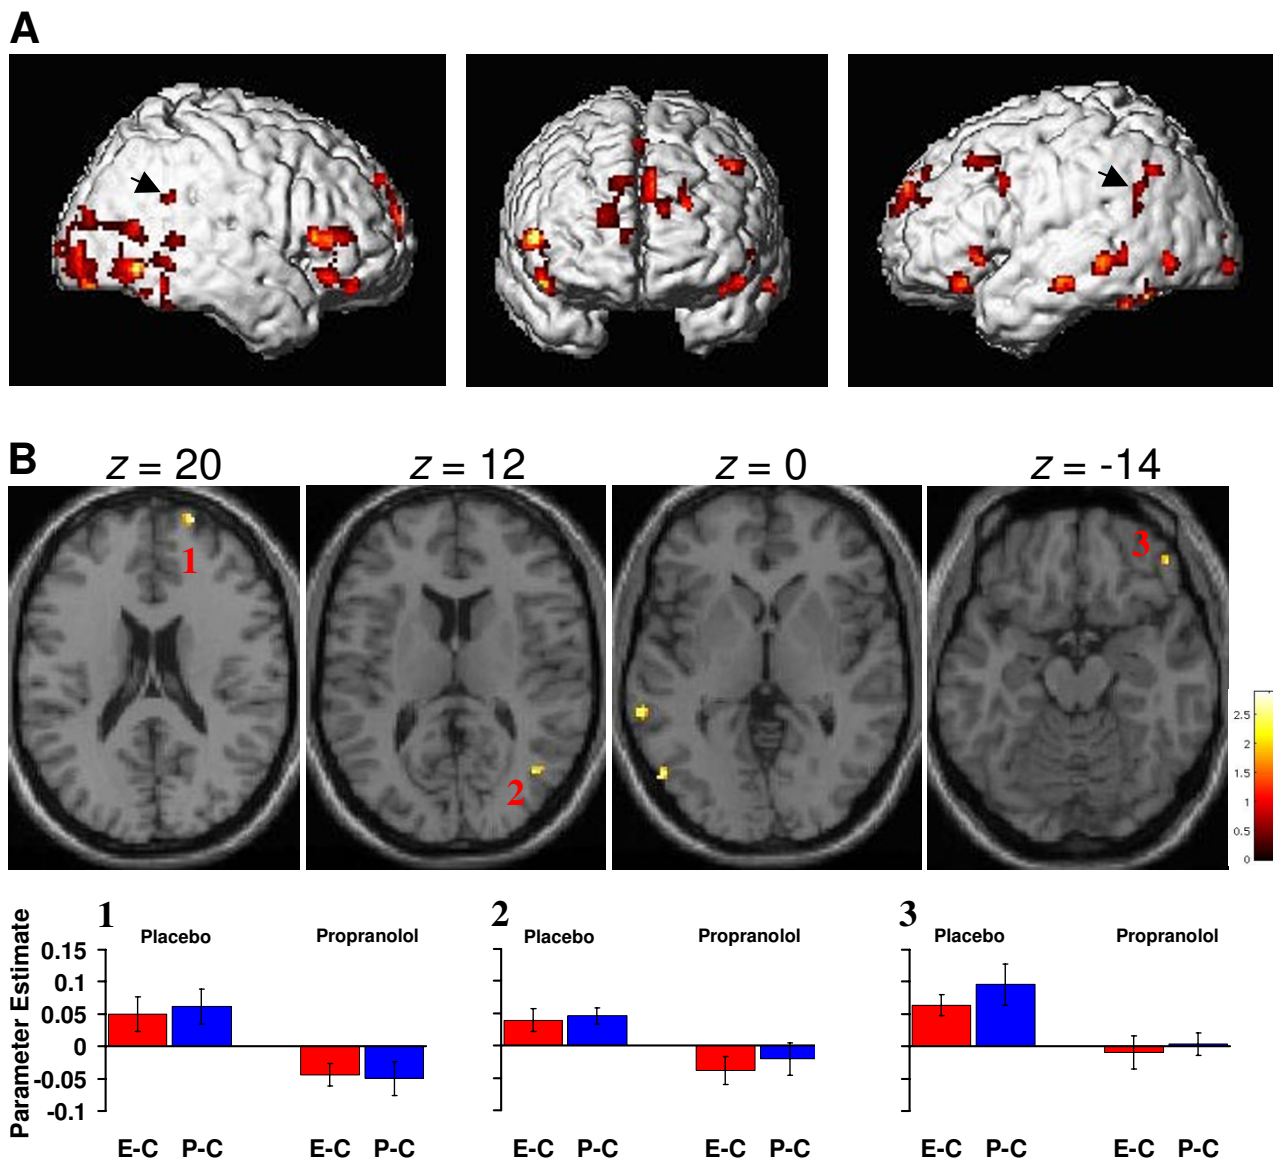 A
B
z = 20
z = 12
z = 0
z = -14
1
2
3
2.5
2
1.5
1
0.5
0
1
2
3
Placebo
Propranolol
Placebo
Propranolol
Placebo
Propranolol
Parameter Estimate
0.15
0.1
0.05
0
-0.05
-0.1
E-C P-C E-C P-C
E-C P-C E-C P-C
E-C P-C E-C P-C